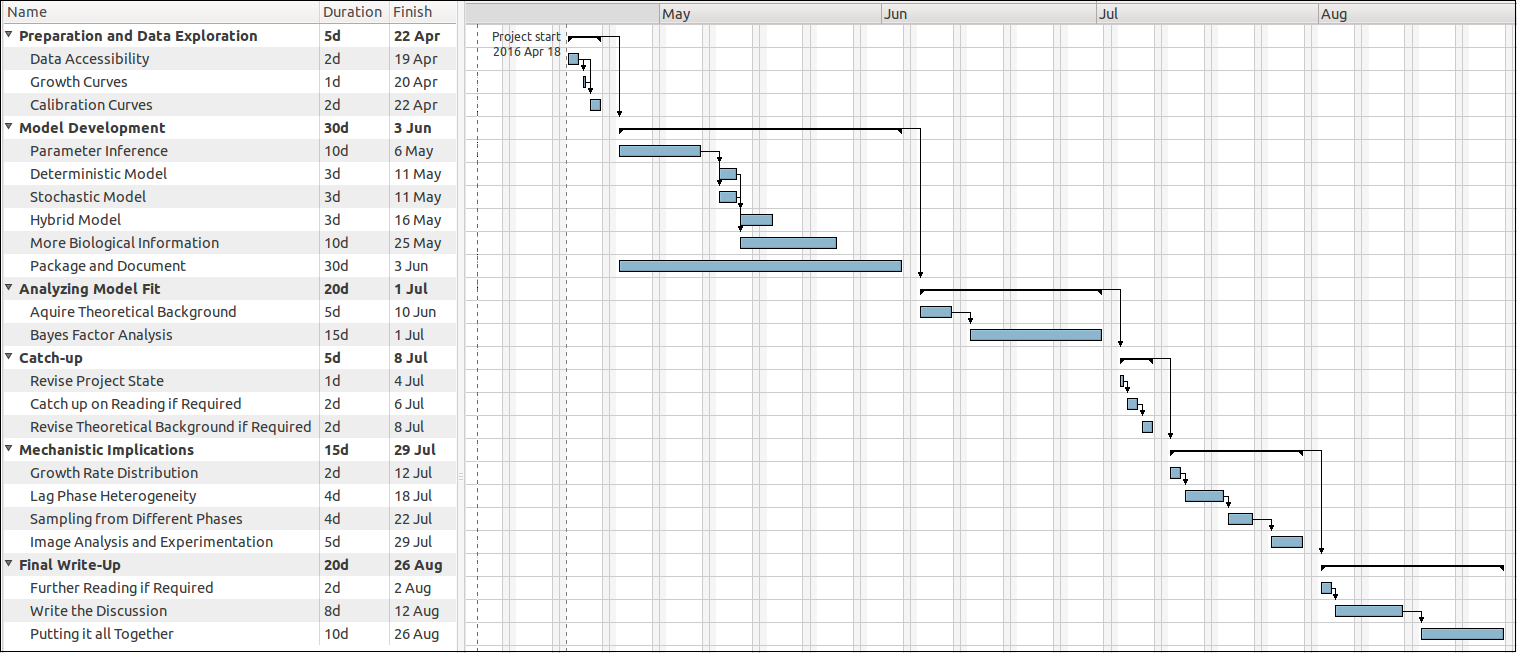 Name Duration Finish May Jun Jul Aug
Preparation and Data Exploration 5d 22 Apr
Project start
2016 Apr 18
Data Accessibility 2d 19 Apr
Growth Curves 1d 20 Apr
Calibration Curves 2d 22 Apr
Model Development 30d 3 Jun
Parameter Inference 10d 6 May
Deterministic Model 3d 11 May
Stochastic Model 3d 11 May
Hybrid Model 3d 16 May
More Biological Information 10d 25 May
Package and Document 30d 3 Jun
Analyzing Model Fit 20d 1 Jul
Aquire Theoretical Background 5d 10 Jun
Bayes Factor Analysis 15d 1 Jul
Catch-up 5d 8 Jul
Revise Project State 1d 4 Jul
Catch up on Reading if Required 2d 6 Jul
Revise Theoretical Background if Required 2d 8 Jul
Mechanistic Implications 15d 29 Jul
Growth Rate Distribution 2d 12 Jul
Lag Phase Heterogeneity 4d 18 Jul
Sampling from Different Phases 4d 22 Jul
Image Analysis and Experimentation 5d 29 Jul
Final Write-Up 20d 26 Aug
Further Reading if Required 2d 2 Aug
Write the Discussion 8d 12 Aug
Putting it all Together 10d 26 Aug